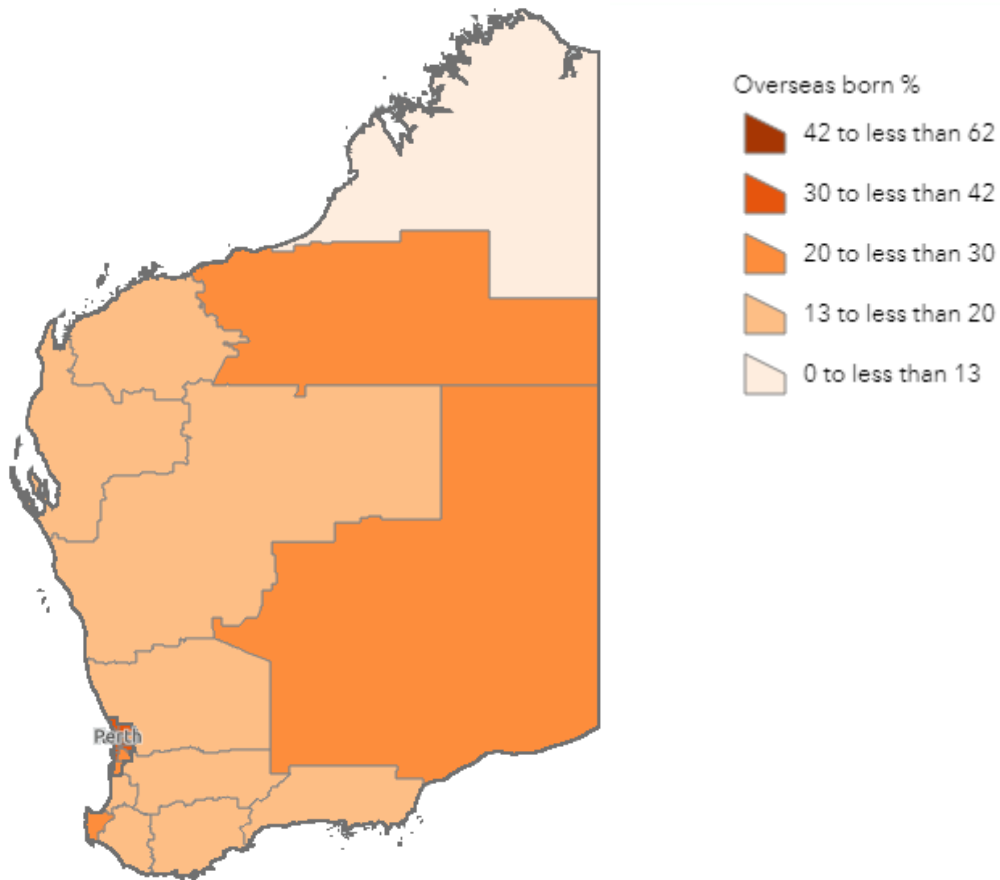 Overseas born %
42 to less than 62
30 to less than 42
20 to less than 30
13 to less than 20
0 to less than 13
Perth